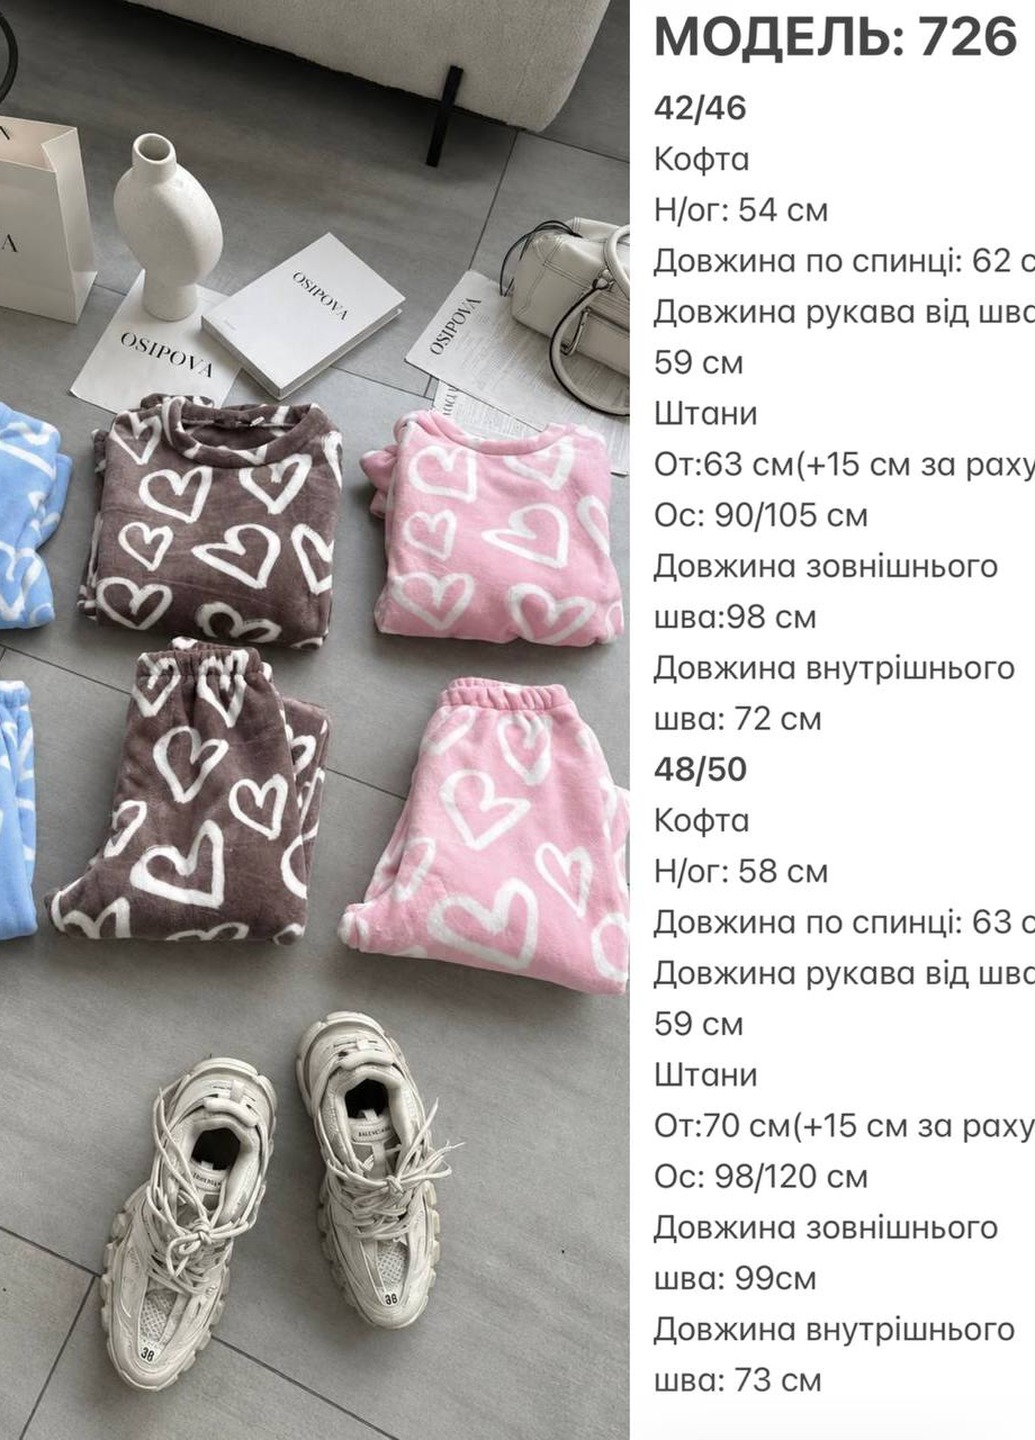 OSIPOVA
OSIPOVA
OSIPOVA
A
38
38
МОДЕЛЬ: 726
42/46
Кофта
Н/ог: 54 см
Довжина по спинці: 62 с
Довжина рукава від шва
59 см
Штани
От:63 см(+15 см за раху
Ос: 90/105 см
Довжина зовнішнього
шва:98 см
Довжина внутрішнього
шва: 72 см
48/50
Кофта
Н/ог: 58 см
Довжина по спинці: 63 с
Довжина рукава від шва
59 см
Штани
От:70 см(+15 см за раху
Ос: 98/120 см
Довжина зовнішнього
шва: 99см
Довжина внутрішнього
шва: 73 см